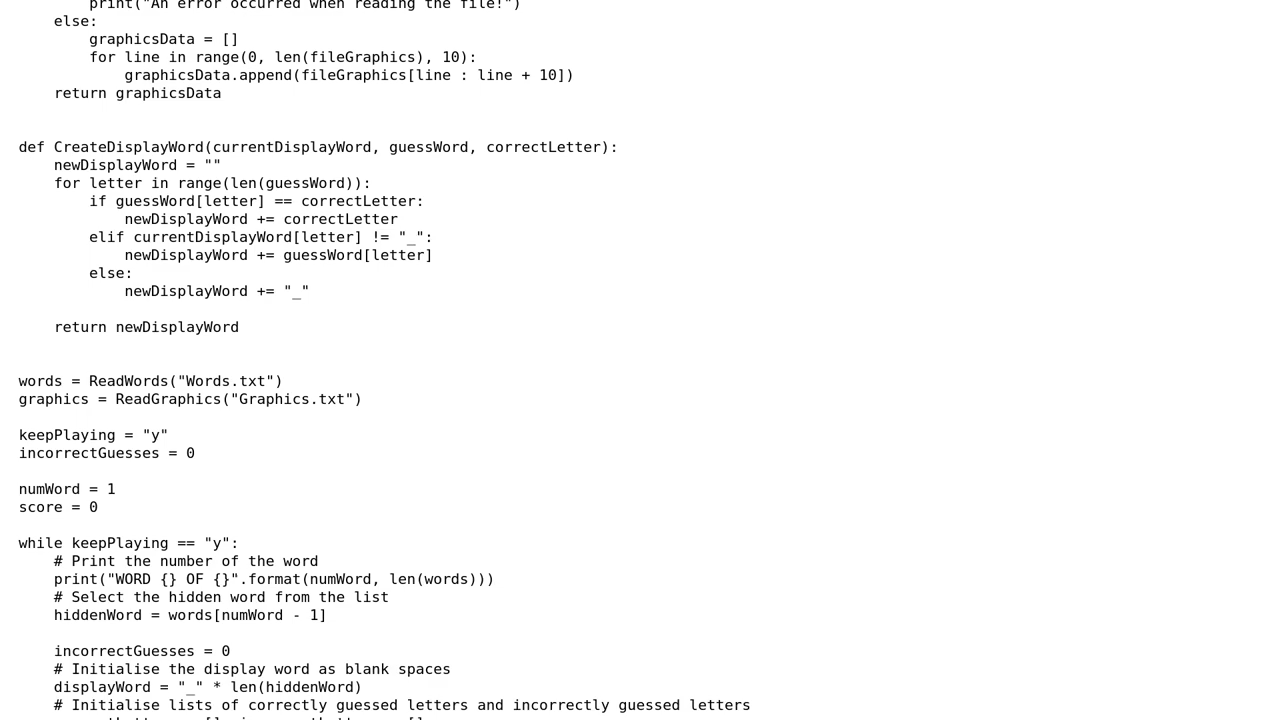 print("An error occurred when reading the file!")
    else:
        graphicsData = []
        for line in range(0, len(fileGraphics), 10):
            graphicsData.append(fileGraphics[line : line + 10])
    return graphicsData


def CreateDisplayWord(currentDisplayWord, guessWord, correctLetter):
    newDisplayWord = ""
    for letter in range(len(guessWord)):
        if guessWord[letter] == correctLetter:
            newDisplayWord += correctLetter
        elif currentDisplayWord[letter] != "_":
            newDisplayWord += guessWord[letter]
        else:
            newDisplayWord += "_"

    return newDisplayWord


words = ReadWords("Words.txt")
graphics = ReadGraphics("Graphics.txt")

keepPlaying = "y"
incorrectGuesses = 0

numWord = 1
score = 0

while keepPlaying == "y":
    # Print the number of the word
    print("WORD {} OF {}".format(numWord, len(words)))
    # Select the hidden word from the list
    hiddenWord = words[numWord - 1]

    incorrectGuesses = 0
    # Initialise the display word as blank spaces
    displayWord = "_" * len(hiddenWord)
    # Initialise lists of correctly guessed letters and incorrectly guessed letters